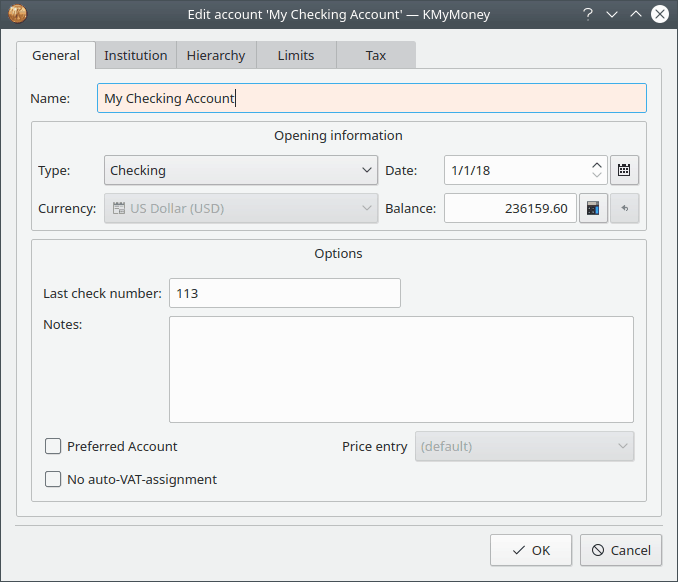 Edit account 'My Checking Account' — KMyMoney
General Institution Hierarchy Limits Tax
Name: My Checking Account
Opening information
Type: Checking Date: 1/1/18
Currency: US Dollar (USD) Balance: 236159.60
Options
Last check number: 113
Notes:
Preferred Account Price entry (default)
No auto-VAT-assignment
OK Cancel